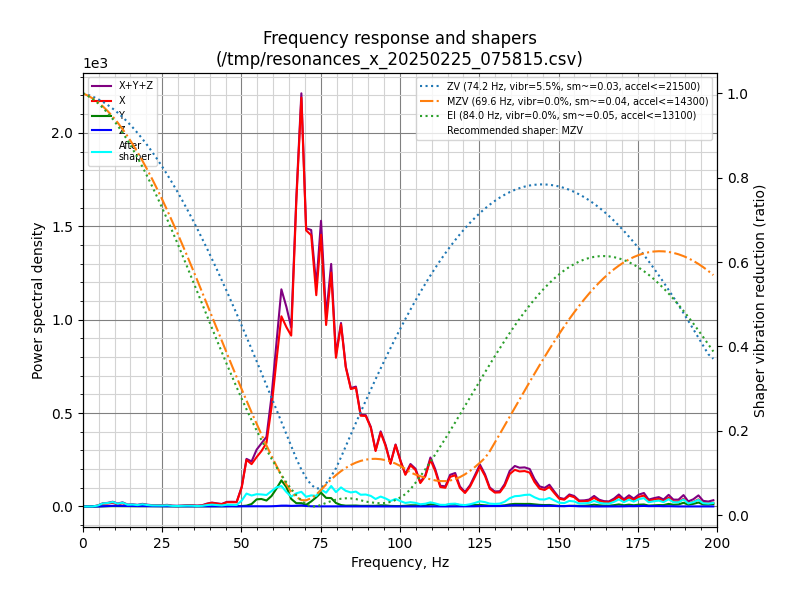 Frequency response and shapers
(/tmp/resonances_x_20250225_075815.csv)
1e3
X+Y+Z
X
Y
Z
After
shaper
ZV (74.2 Hz, vibr=5.5%, sm~=0.03, accel<=21500)
MZV (69.6 Hz, vibr=0.0%, sm~=0.04, accel<=14300)
EI (84.0 Hz, vibr=0.0%, sm~=0.05, accel<=13100)
Recommended shaper: MZV
Power spectral density
2.0
1.5
1.0
0.5
0.0
1.0
0.8
0.6
0.4
0.2
0.0
Shaper vibration reduction (ratio)
0 25 50 75 100 125 150 175 200
Frequency, Hz